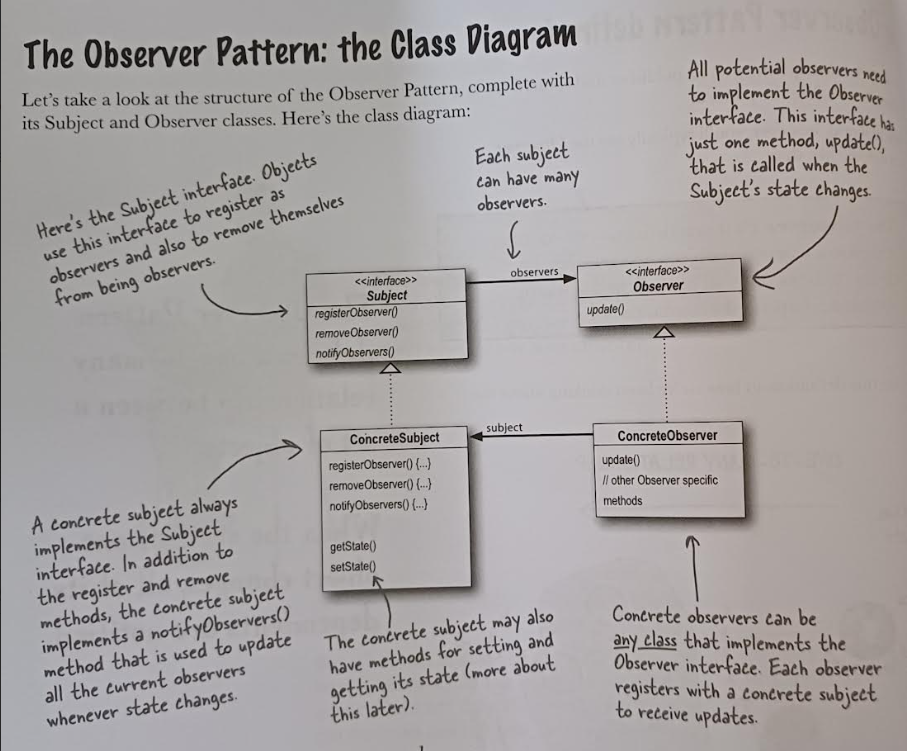 The Observer Pattern: the Class Diagram
Let's take a look at the structure of the Observer Pattern, complete with
its Subject and Observer classes. Here's the class diagram:
All potential observers need
to implement the Observer
interface. This interface has
just one method, update(),
that is called when the
Subject's state changes.
Each subject
can have many
observers.
Here's the Subject interface. Objects
use this interface to register as
observers and also to remove themselves
from being observers.
observers
<<interface>>
Subject
registerObserver()
removeObserver()
notifyObservers()
<<interface>>
Observer
update()
subject
ConcreteSubject
registerObserver() {...}
removeObserver() {...}
notifyObservers() {...}
getState()
setState()
ConcreteObserver
update()
// other Observer specific
methods
A concrete subject always
implements the Subject
interface. In addition to
the register and remove
methods, the concrete subject
implements a notifyObservers()
method that is used to update
all the current observers
whenever state changes.
The concrete subject may also
have methods for setting and
getting its state (more about
this later).
Concrete observers can be
any class that implements the
Observer interface. Each observer
registers with a concrete subject
to receive updates.